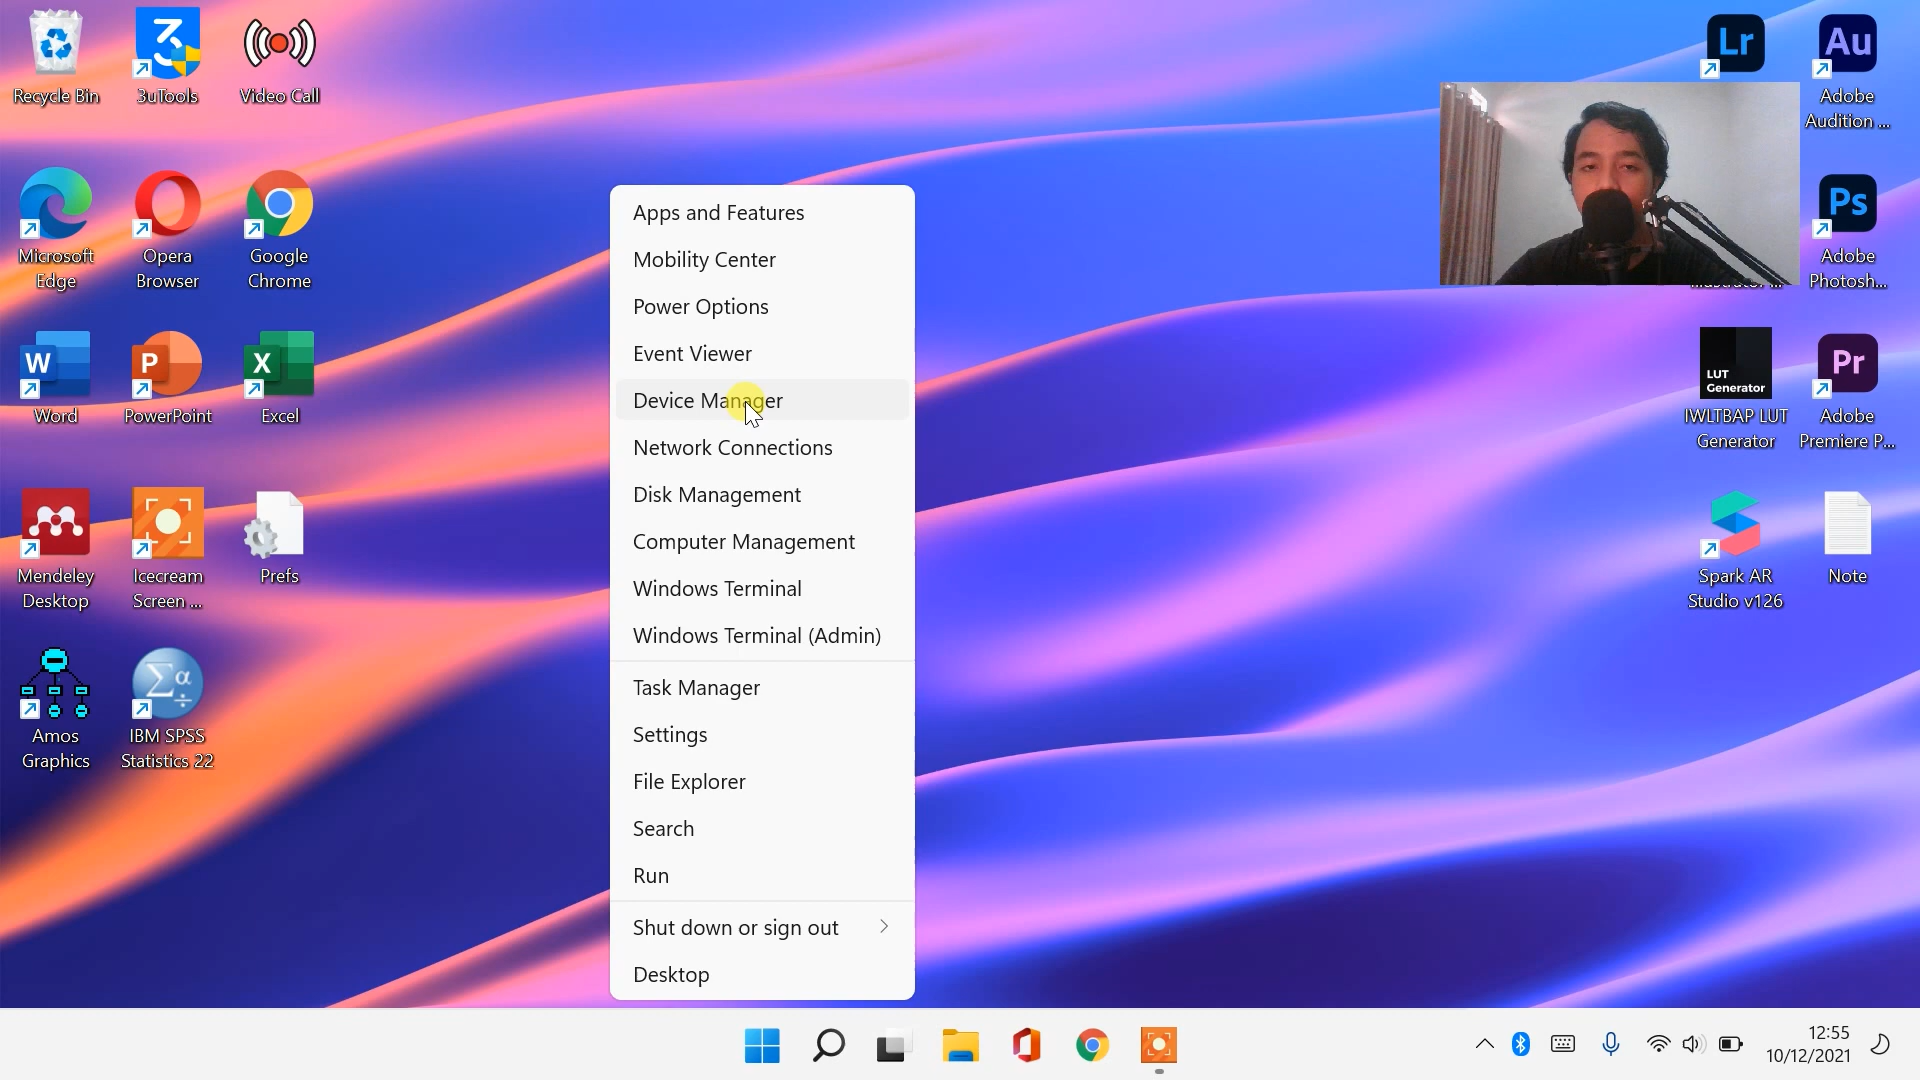 Recycle Bin
3uTools
Video Call
Microsoft
Edge
Opera
Browser
Google
Chrome
W
Word
P
PowerPoint
X
Excel
Mendeley
Desktop
Icecream
Screen ...
Prefs
Amos
Graphics
Σα
IBM SPSS
Statistics 22
Apps and Features
Mobility Center
Power Options
Event Viewer
Device Manager
Network Connections
Disk Management
Computer Management
Windows Terminal
Windows Terminal (Admin)
Task Manager
Settings
File Explorer
Search
Run
Shut down or sign out
Desktop
Lr
Au
Adobe
Audition ...
Ps
Adobe
Photosh...
LUT
Generator
IWLTBAP LUT
Generator
Pr
Adobe
Premiere P...
Spark AR
Studio v126
Note
12:55
10/12/2021